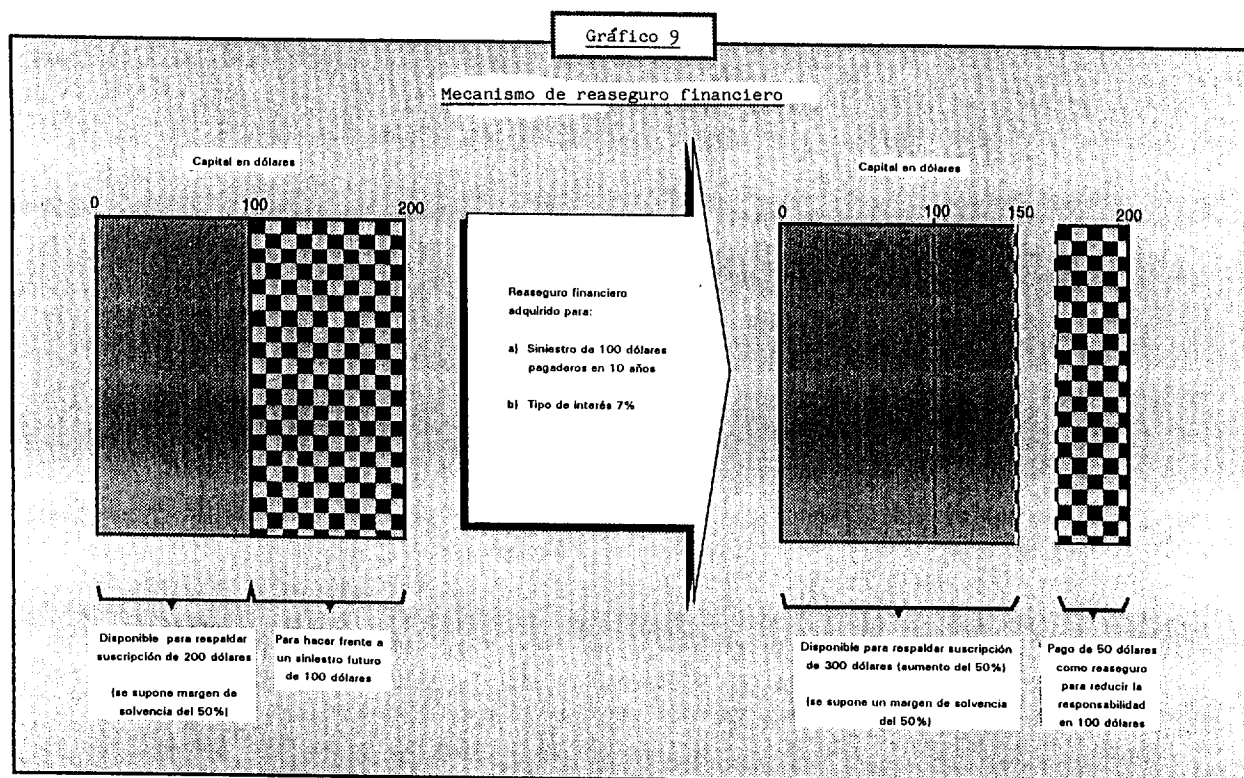 Gráfico 9
Mecanismo de reaseguro financiero
Capital en dólares
0 100 200
Reaseguro financiero
adquirido para:
a) Siniestro de 100 dólares
pagaderos en 10 años
b) Tipo de interés 7%
Capital en dólares
0 100 150 200
Disponible para respaldar
suscripción de 200 dólares
(se supone margen de
solvencia del 50%)
Para hacer frente a
un siniestro futuro
de 100 dólares
Disponible para respaldar suscripción
de 300 dólares (aumento del 50%)
(se supone un margen de solvencia
del 50%)
Pago de 50 dólares
como reaseguro
para reducir la
responsabilidad
en 100 dólares